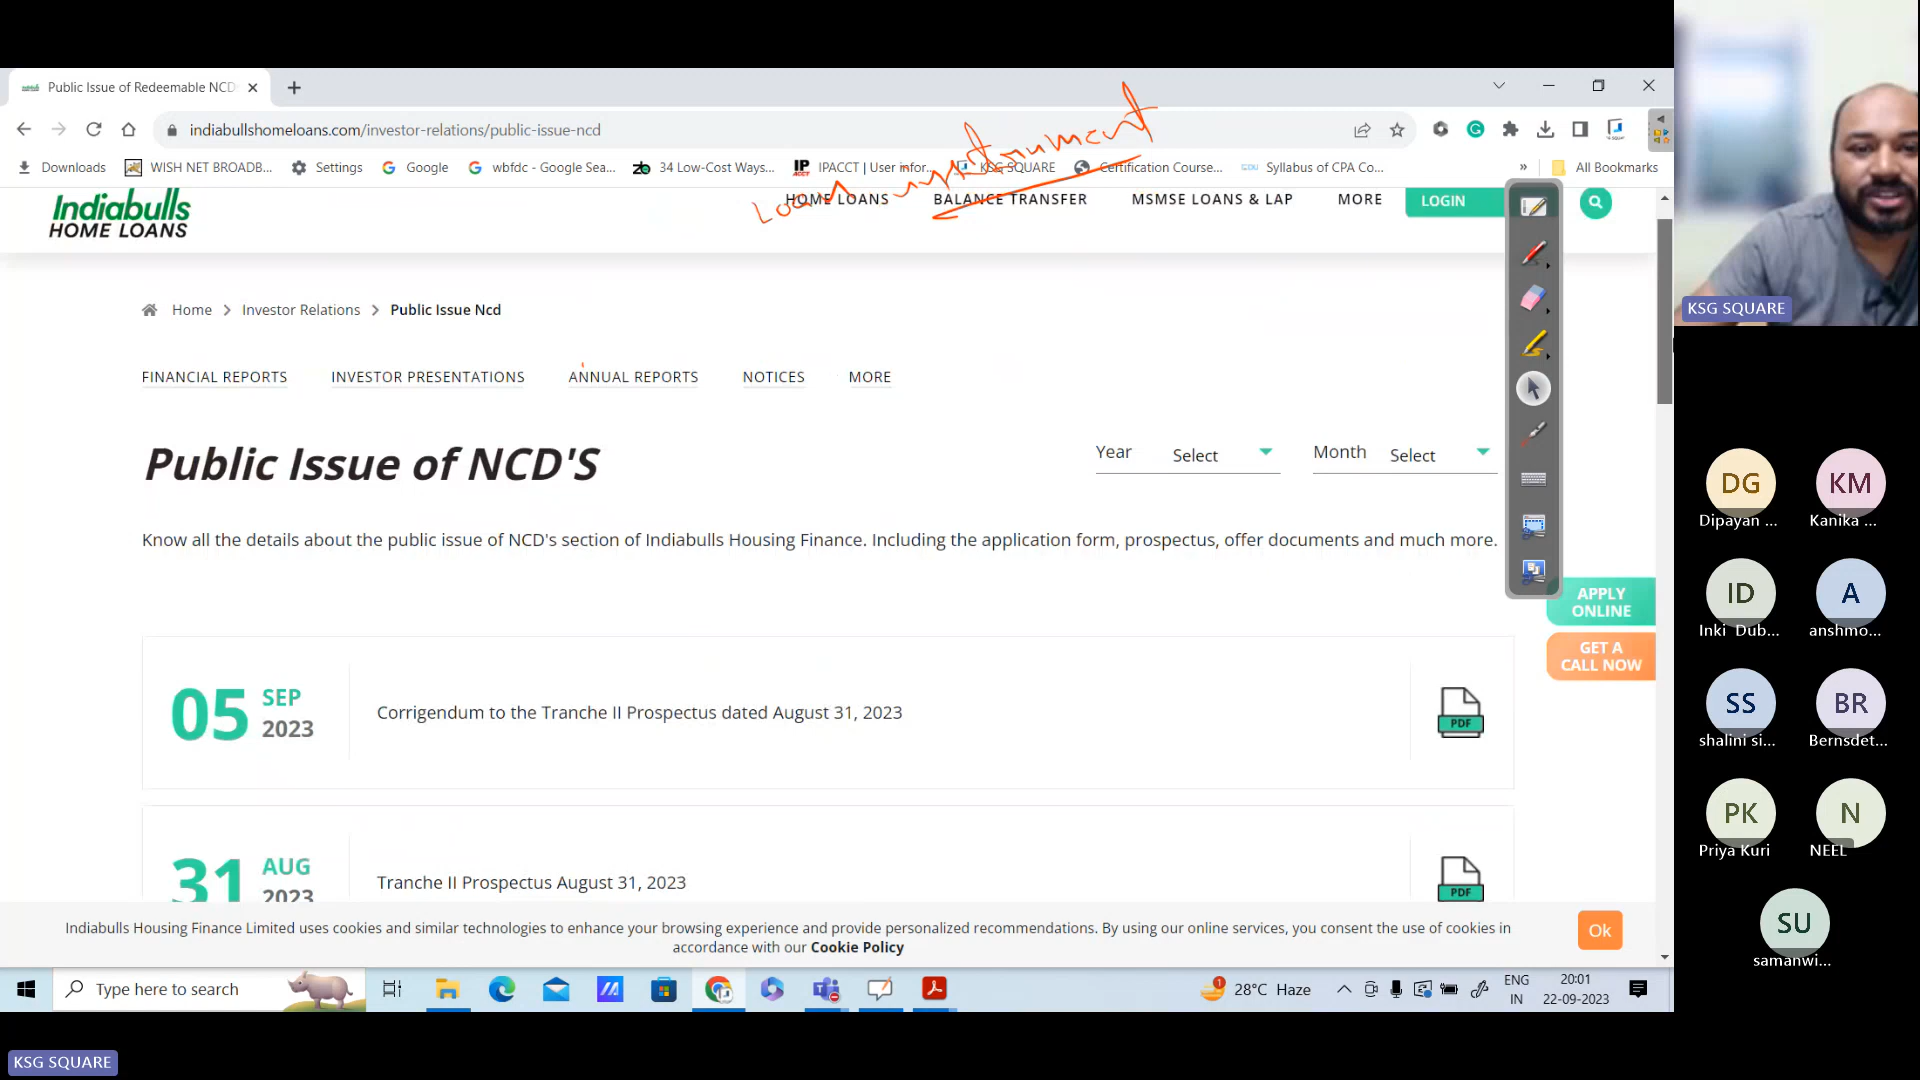 Public Issue of Redeemable NCD
indiabullshomeloans.com/investor-relations/public-issue-ncd
Downloads
WISH NET BROADB...
Settings
Google
wbfdc - Google Sea...
34 Low-Cost Ways...
IPACCT | User infor...
KSG SQUARE
Certification Course...
Syllabus of CPA Co...
»
All Bookmarks
Loan instrument
Indiabulls
HOME LOANS
HOME LOANS
BALANCE TRANSFER
MSMSE LOANS & LAP
MORE
LOGIN
Home > Investor Relations > Public Issue Ncd
FINANCIAL REPORTS
INVESTOR PRESENTATIONS
ANNUAL REPORTS
NOTICES
MORE
Public Issue of NCD'S
Year Select
Month Select
Know all the details about the public issue of NCD's section of Indiabulls Housing Finance. Including the application form, prospectus, offer documents and much more.
APPLY
ONLINE
GET A
CALL NOW
05 SEP
2023
Corrigendum to the Tranche II Prospectus dated August 31, 2023
PDF
31 AUG
2023
Tranche II Prospectus August 31, 2023
PDF
Indiabulls Housing Finance Limited uses cookies and similar technologies to enhance your browsing experience and provide personalized recommendations. By using our online services, you consent the use of cookies in
accordance with our Cookie Policy
Ok
Type here to search
1
28°C Haze
ENG
IN
20:01
22-09-2023
KSG SQUARE
KSG SQUARE
DG
Dipayan ...
KM
Kanika ...
ID
Inki Dub...
A
anshmo...
SS
shalini si...
BR
Bernsdet...
PK
Priya Kuri
N
NEEL
SU
samanwi...